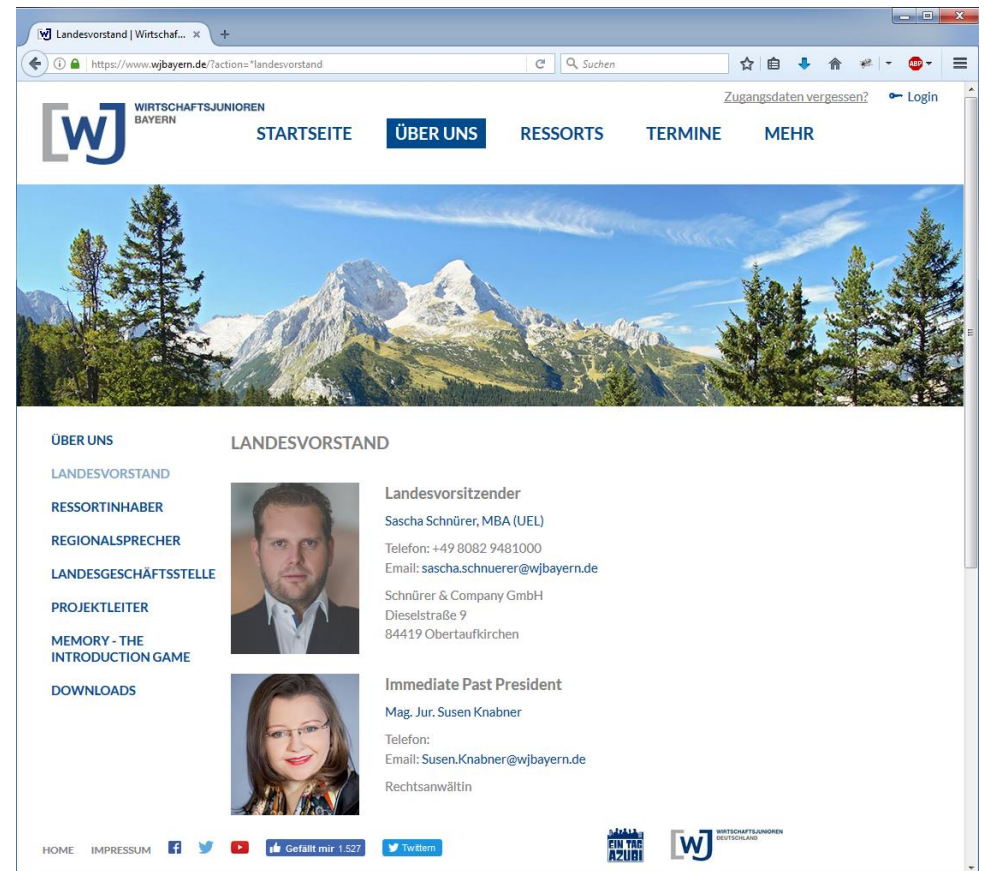 Landesvorstand | Wirtschaf...
https://www.wjbayern.de/?action=*landesvorstand
Suchen
ABP
Zugangsdaten vergessen? Login
WJ WIRTSCHAFTSJUNIOREN
BAYERN
STARTSEITE ÜBER UNS RESSORTS TERMINE MEHR
ÜBER UNS
LANDESVORSTAND
RESSORTINHABER
REGIONALSPRECHER
LANDESGESCHÄFTSSTELLE
PROJEKTLEITER
MEMORY - THE
INTRODUCTION GAME
DOWNLOADS
LANDESVORSTAND
Landesvorsitzender
Sascha Schnürer, MBA (UEL)
Telefon: +49 8082 9481000
Email: sascha.schnuerer@wjbayern.de
Schnürer & Company GmbH
Dieselstraße 9
84419 Obertaufkirchen
Immediate Past President
Mag. Jur. Susen Knabner
Telefon:
Email: Susen.Knabner@wjbayern.de
Rechtsanwältin
HOME IMPRESSUM Gefällt mir 1.527 Twittern
EIN TAG
AZUBI
WJ WIRTSCHAFTSJUNIOREN
DEUTSCHLAND